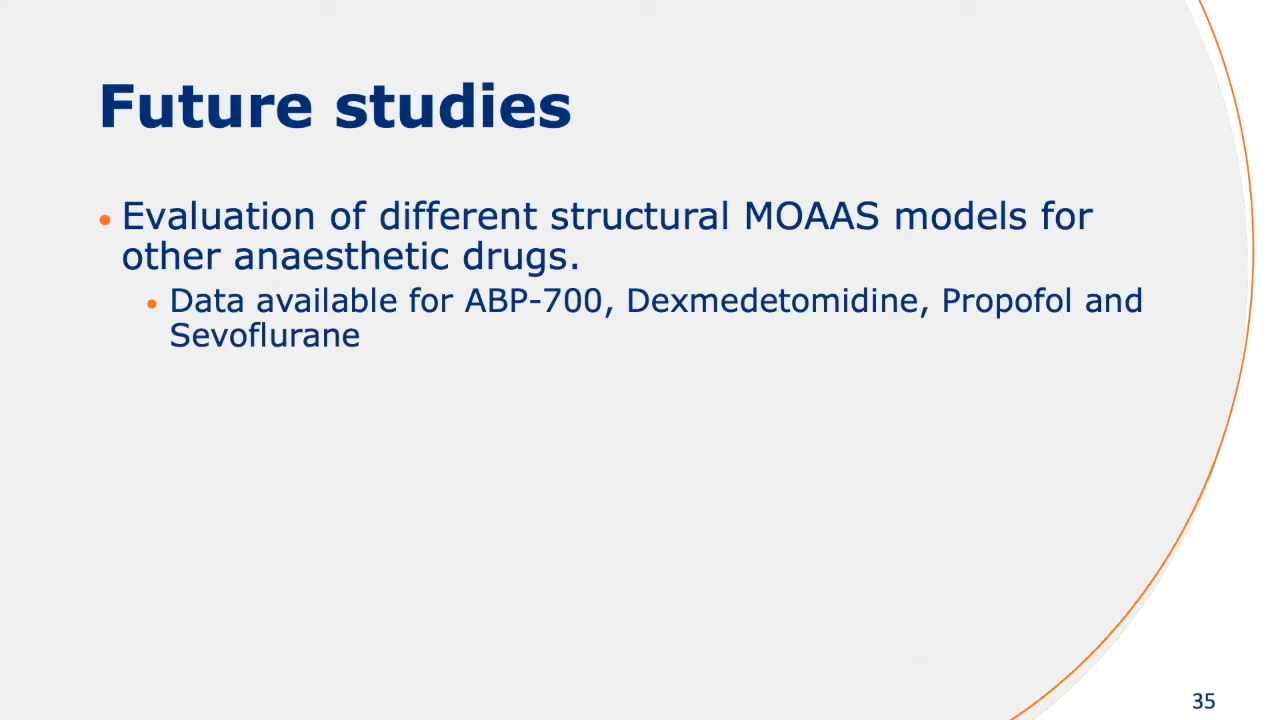 Future studies
• Evaluation of different structural MOAAS models for
other anaesthetic drugs.
• Data available for ABP-700, Dexmedetomidine, Propofol and
Sevoflurane
35